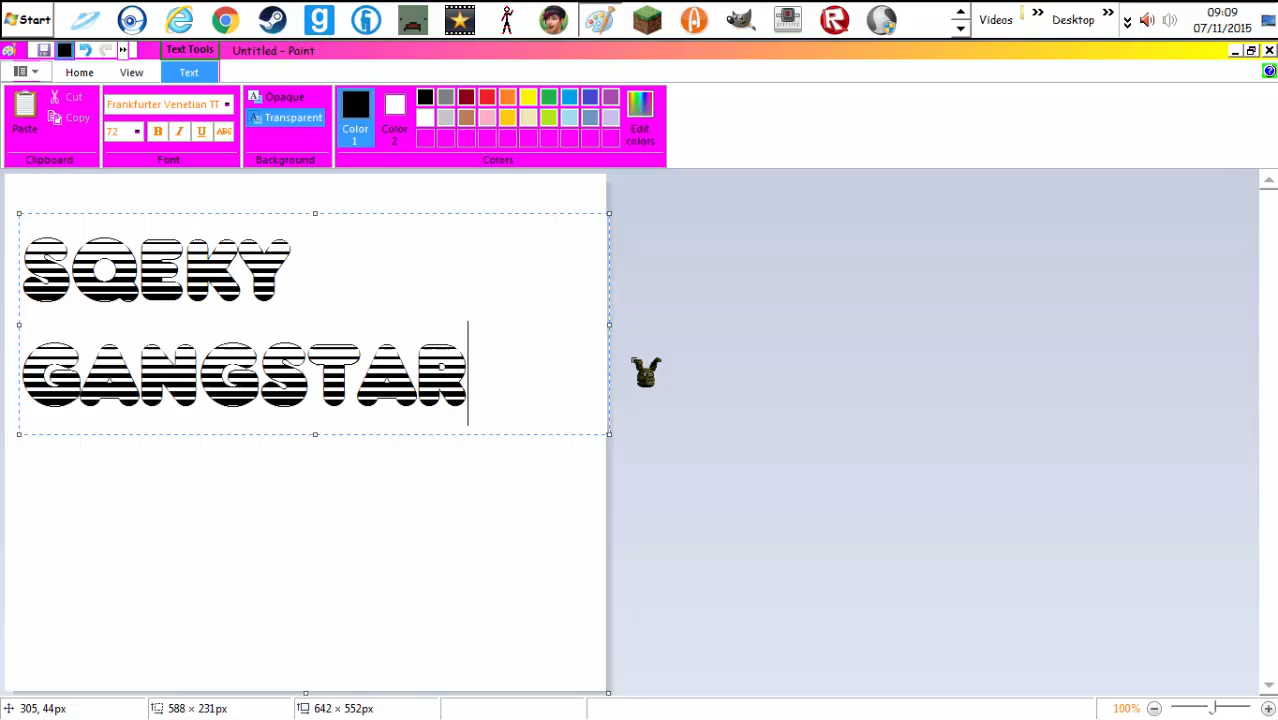 Start
Videos
»
Desktop
»
09:09
07/11/2015
Text Tools
Untitled - Paint
Home
View
Text
Paste
Cut
Copy
Clipboard
Frankfurter Venetian TT
72
B I U ABC
Font
Opaque
Transparent
Background
Color 1
Color 2
Edit colors
Colors
SQEKY
GANGSTAR
305, 44px
588 × 231px
642 × 552px
100%